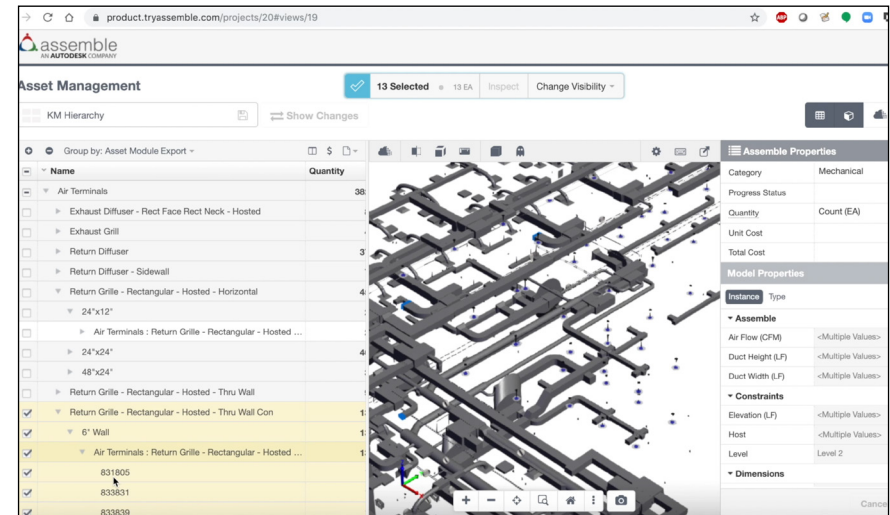 product.tryassemble.com/projects/20#views/19
ABP
assemble
AN AUTODESK COMPANY
Asset Management
13 Selected 13 EA Inspect Change Visibility
KM Hierarchy
Show Changes
Group by: Asset Module Export $
Name Quantity
Air Terminals
Exhaust Diffuser - Rect Face Rect Neck - Hosted
Exhaust Grill
Return Diffuser
Return Diffuser - Sidewall
Return Grille - Rectangular - Hosted - Horizontal
24"x12"
Air Terminals : Return Grille - Rectangular - Hosted ...
24"x24"
48"x24"
Return Grille - Rectangular - Hosted - Thru Wall
Return Grille - Rectangular - Hosted - Thru Wall Con
6" Wall
Air Terminals : Return Grille - Rectangular - Hosted ...
831805
833831
833839
Assemble Properties
Category Mechanical
Progress Status
Quantity Count (EA)
Unit Cost
Total Cost
Model Properties
Instance Type
Assemble
Air Flow (CFM) <Multiple Values>
Duct Height (LF) <Multiple Values>
Duct Width (LF) <Multiple Values>
Constraints
Elevation (LF) <Multiple Values>
Host <Multiple Values>
Level Level 2
Dimensions